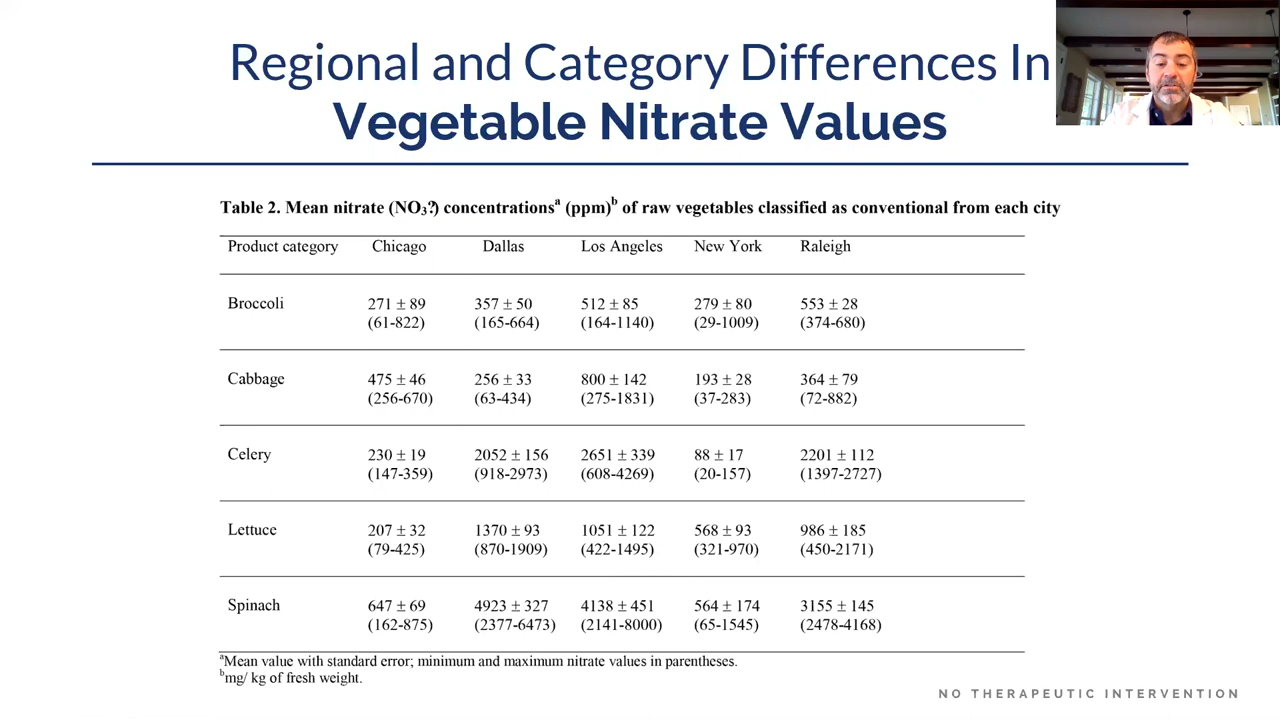 Regional and Category Differences In
Vegetable Nitrate Values
Table 2. Mean nitrate (NO₃?) concentrationsᵃ (ppm)ᵇ of raw vegetables classified as conventional from each city
Product category Chicago Dallas Los Angeles New York Raleigh
Broccoli 271 ± 89 357 ± 50 512 ± 85 279 ± 80 553 ± 28
(61-822) (165-664) (164-1140) (29-1009) (374-680)
Cabbage 475 ± 46 256 ± 33 800 ± 142 193 ± 28 364 ± 79
(256-670) (63-434) (275-1831) (37-283) (72-882)
Celery 230 ± 19 2052 ± 156 2651 ± 339 88 ± 17 2201 ± 112
(147-359) (918-2973) (608-4269) (20-157) (1397-2727)
Lettuce 207 ± 32 1370 ± 93 1051 ± 122 568 ± 93 986 ± 185
(79-425) (870-1909) (422-1495) (321-970) (450-2171)
Spinach 647 ± 69 4923 ± 327 4138 ± 451 564 ± 174 3155 ± 145
(162-875) (2377-6473) (2141-8000) (65-1545) (2478-4168)
ᵃMean value with standard error; minimum and maximum nitrate values in parentheses.
ᵇmg/ kg of fresh weight.
NO THERAPEUTIC INTERVENTION